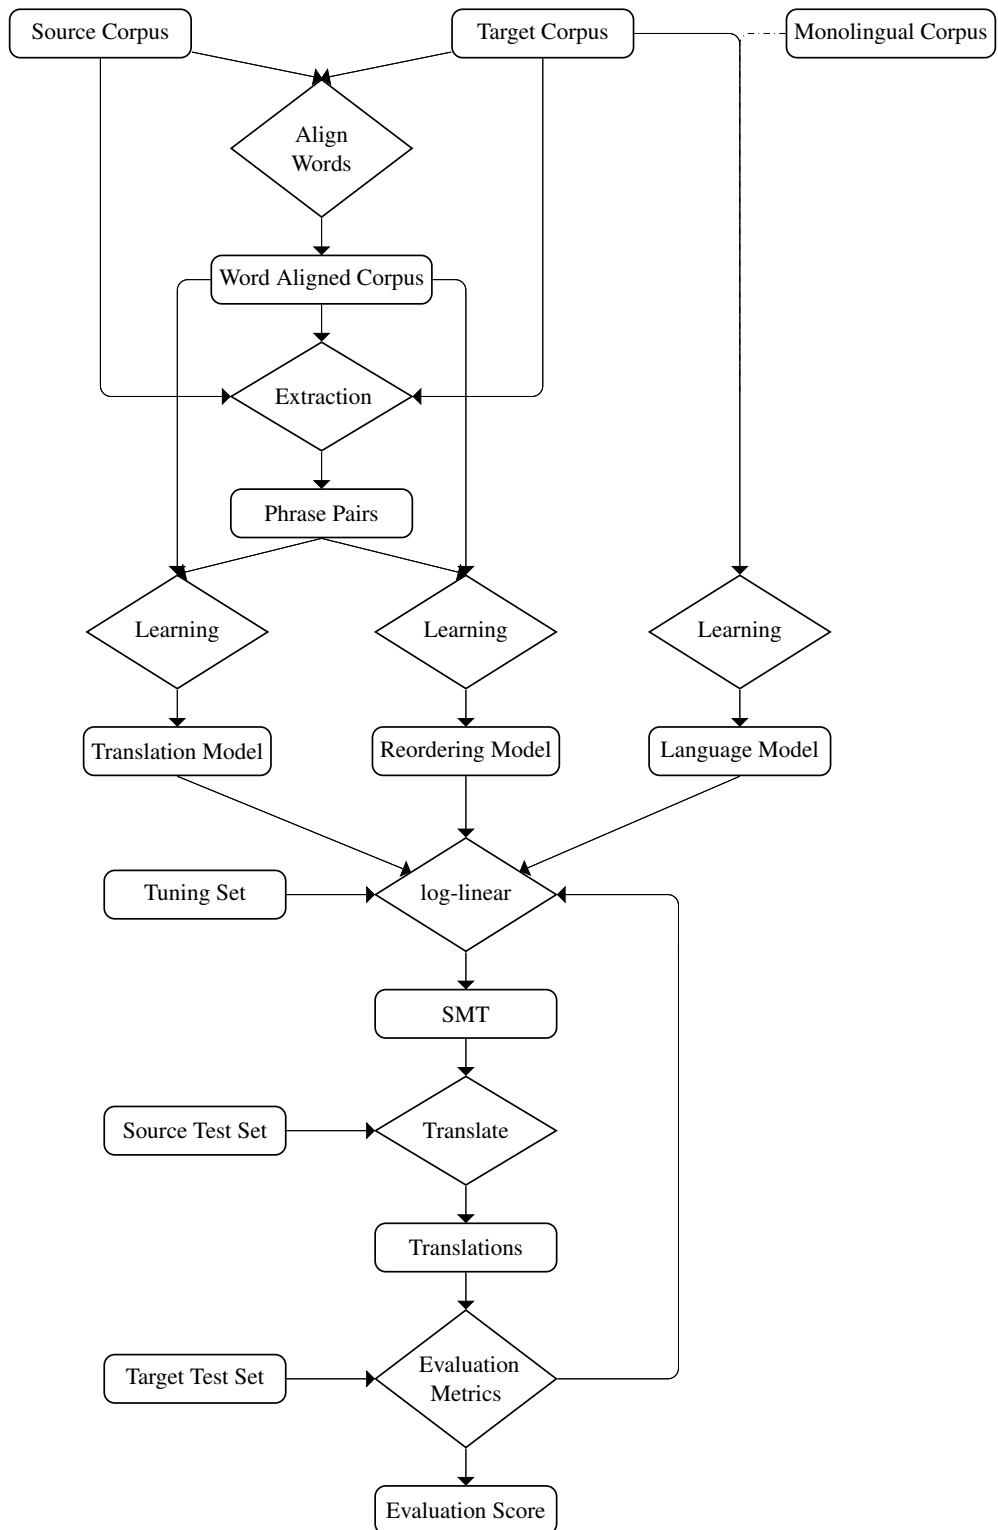 Source Corpus
Target Corpus
Monolingual Corpus
Align
Words
Word Aligned Corpus
Extraction
Phrase Pairs
Learning
Learning
Learning
Translation Model
Reordering Model
Language Model
Tuning Set
log-linear
SMT
Source Test Set
Translate
Translations
Target Test Set
Evaluation
Metrics
Evaluation Score